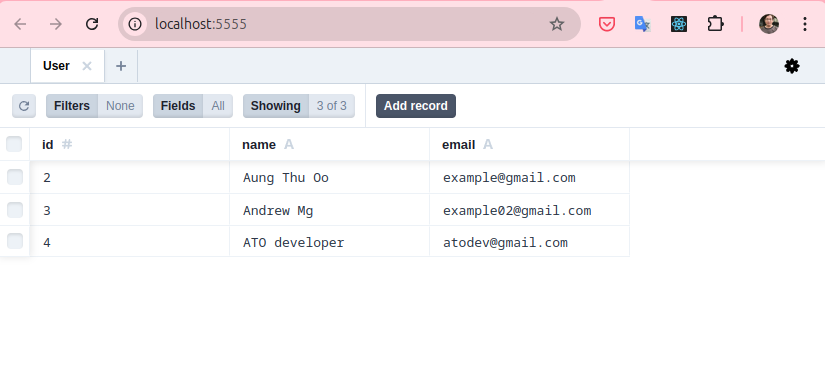 localhost:5555
User
Filters None Fields All Showing 3 of 3 Add record
id # name A email A
2 Aung Thu Oo example@gmail.com
3 Andrew Mg example02@gmail.com
4 ATO developer atodev@gmail.com